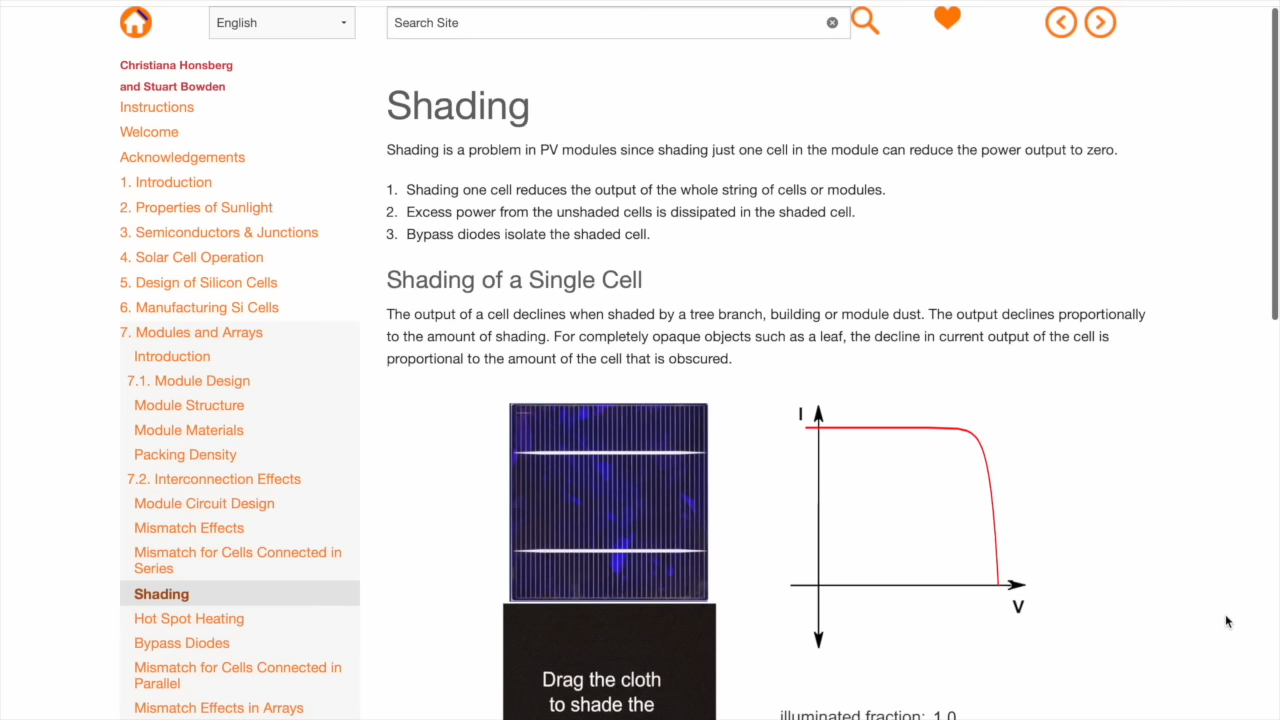 English
Search Site
Christiana Honsberg
and Stuart Bowden
Instructions
Welcome
Acknowledgements
1. Introduction
2. Properties of Sunlight
3. Semiconductors & Junctions
4. Solar Cell Operation
5. Design of Silicon Cells
6. Manufacturing Si Cells
7. Modules and Arrays
Introduction
7.1. Module Design
Module Structure
Module Materials
Packing Density
7.2. Interconnection Effects
Module Circuit Design
Mismatch Effects
Mismatch for Cells Connected in
Series
Shading
Hot Spot Heating
Bypass Diodes
Mismatch for Cells Connected in
Parallel
Mismatch Effects in Arrays
Shading
Shading is a problem in PV modules since shading just one cell in the module can reduce the power output to zero.
1. Shading one cell reduces the output of the whole string of cells or modules.
2. Excess power from the unshaded cells is dissipated in the shaded cell.
3. Bypass diodes isolate the shaded cell.
Shading of a Single Cell
The output of a cell declines when shaded by a tree branch, building or module dust. The output declines proportionally
to the amount of shading. For completely opaque objects such as a leaf, the decline in current output of the cell is
proportional to the amount of the cell that is obscured.
I
V
Drag the cloth
to shade the
illuminated fraction: 1.0